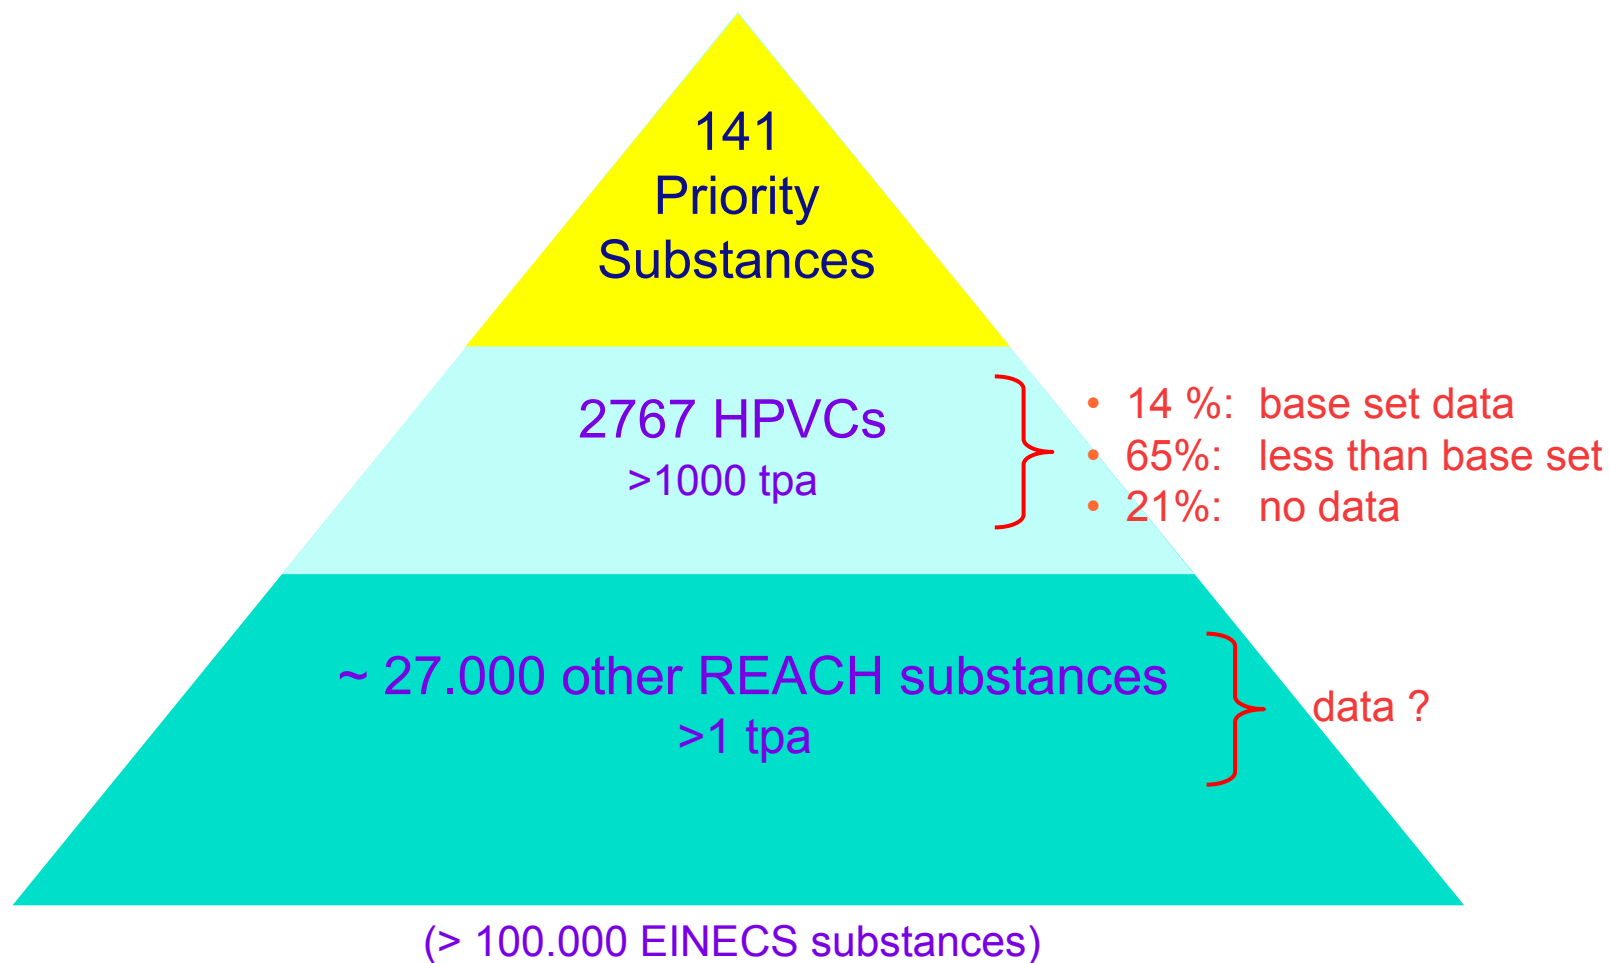 141
Priority
Substances
2767 HPVCs
>1000 tpa
• 14 %: base set data
• 65%: less than base set
• 21%: no data
~ 27.000 other REACH substances
>1 tpa
data ?
(> 100.000 EINECS substances)